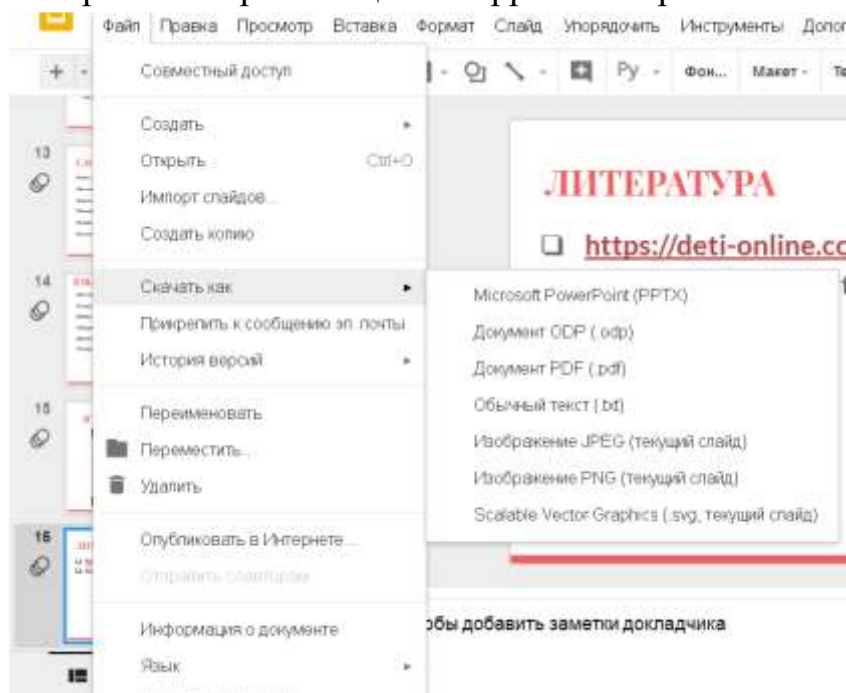 Файл Правка Просмотр Вставка Формат Слайд Упорядочить Инструменты
Фон... Макет
Совместный доступ
Создать
Открыть Ctrl+O
Импорт слайдов...
Создать копию
Скачать как
Прикрепить к сообщению эл. почты
История версий
Переименовать
Переместить...
Удалить
Опубликовать в Интернете...
Отправить соавторам
Информация о документе
Язык
Microsoft PowerPoint (PPTX)
Документ ODP (.odp)
Документ PDF (.pdf)
Обычный текст (.txt)
Изображение JPEG (текущий слайд)
Изображение PNG (текущий слайд)
Scalable Vector Graphics (.svg, текущий слайд)
13
14
15
16
ЛИТЕРАТУРА
https://deti-online.co
обы добавить заметки докладчика